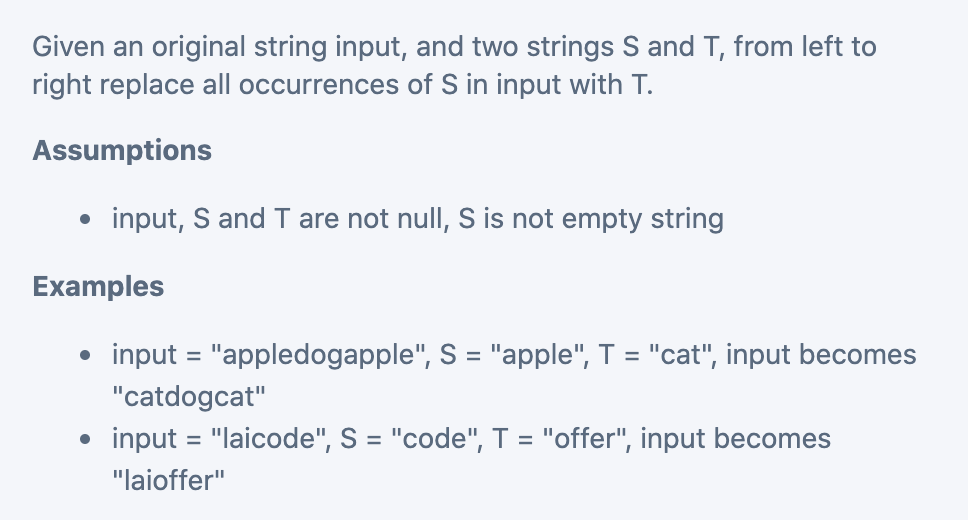 Given an original string input, and two strings S and T, from left to
right replace all occurrences of S in input with T.
Assumptions
• input, S and T are not null, S is not empty string
Examples
• input = "appledogapple", S = "apple", T = "cat", input becomes
"catdogcat"
• input = "laicode", S = "code", T = "offer", input becomes
"laioffer"